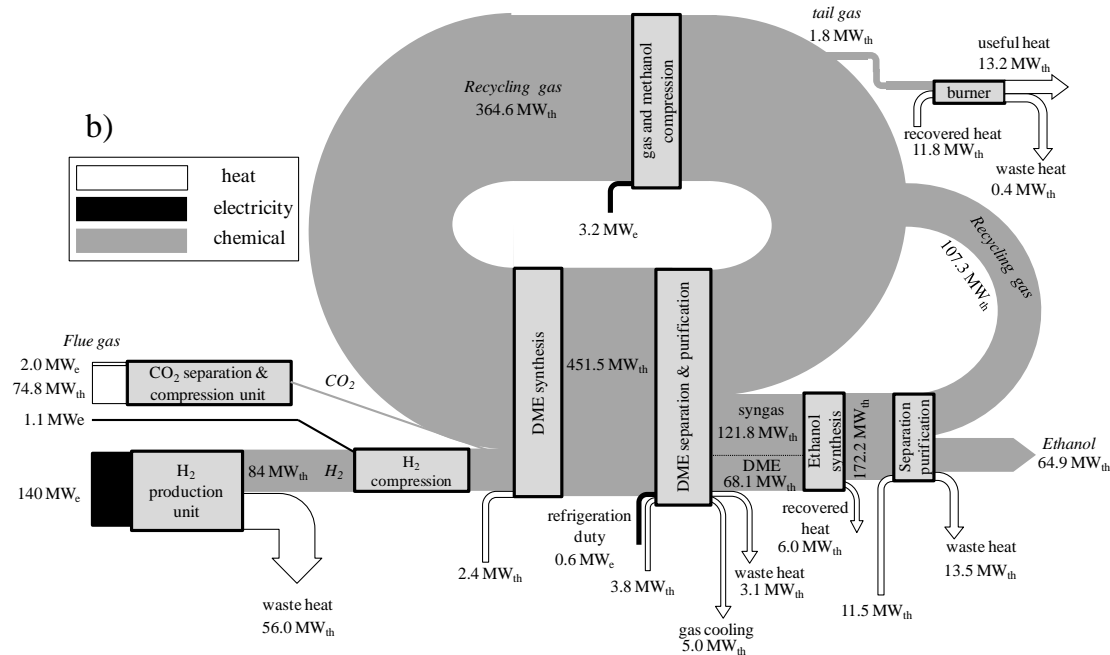 tail gas
1.8 MWth
useful heat
13.2 MWth
burner
recovered heat
11.8 MWth
waste heat
0.4 MWth
Recycling gas
364.6 MWth
gas and methanol
compression
3.2 MWe
b)
heat
electricity
chemical
Recycling gas
107.3 MWth
Flue gas
2.0 MWe
74.8 MWth
CO2 separation &
compression unit
CO2
1.1 MWe
140 MWe
H2
production
unit
84 MWth
H2
H2
compression
waste heat
56.0 MWth
DME synthesis
2.4 MWth
451.5 MWth
DME separation & purification
refrigeration
duty
0.6 MWe
3.8 MWth
waste heat
3.1 MWth
gas cooling
5.0 MWth
syngas
121.8 MWth
DME
68.1 MWth
Ethanol
synthesis
172.2 MWth
recovered
heat
6.0 MWth
Separation
purification
11.5 MWth
waste heat
13.5 MWth
Ethanol
64.9 MWth